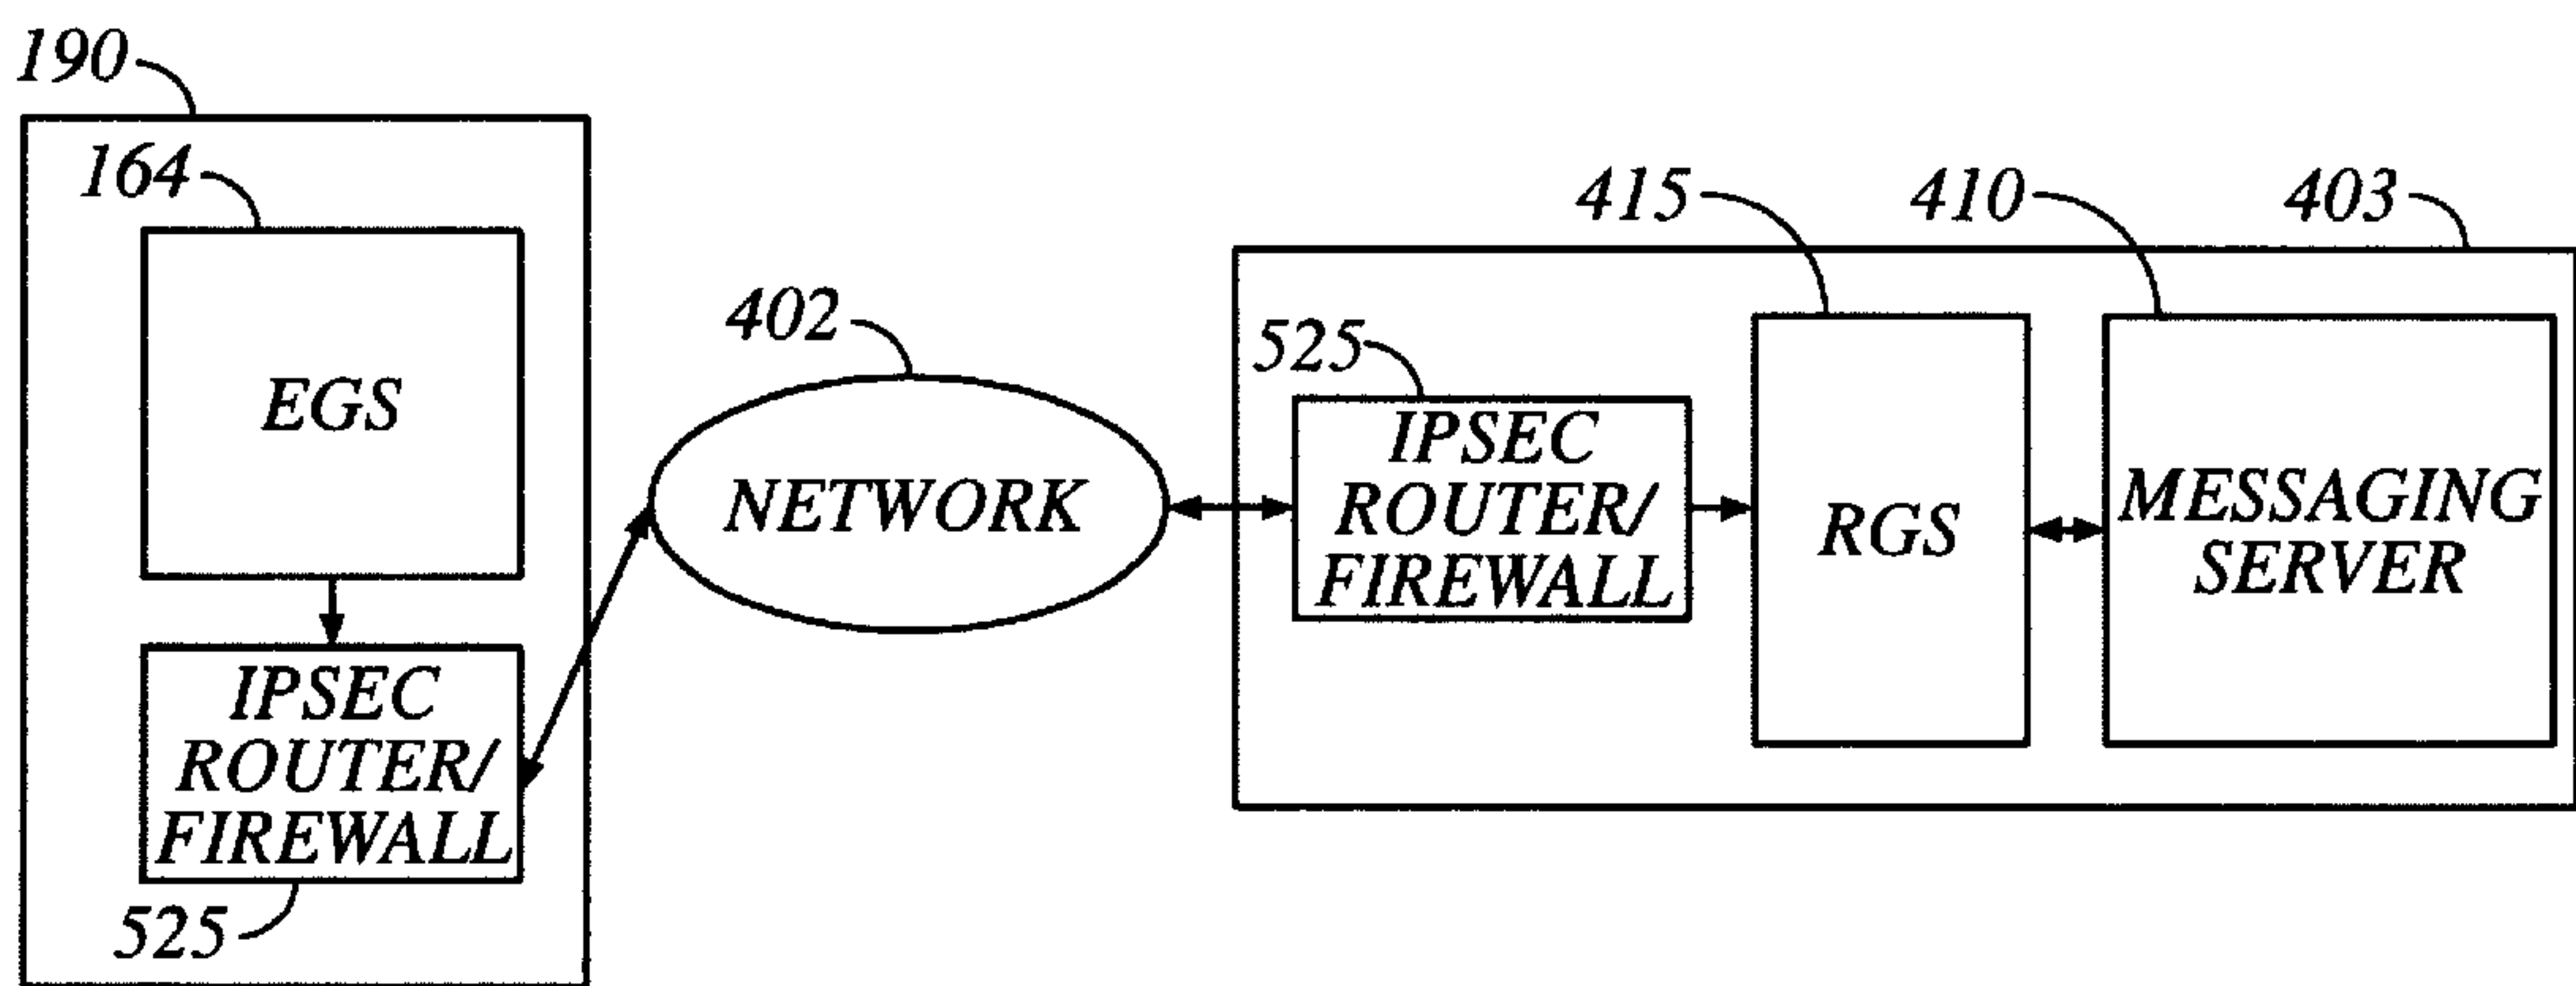 190
164
EGS
IPSEC
ROUTER/
FIREWALL
525
402
NETWORK
415
410
403
525
IPSEC
ROUTER/
FIREWALL
RGS
MESSAGING
SERVER